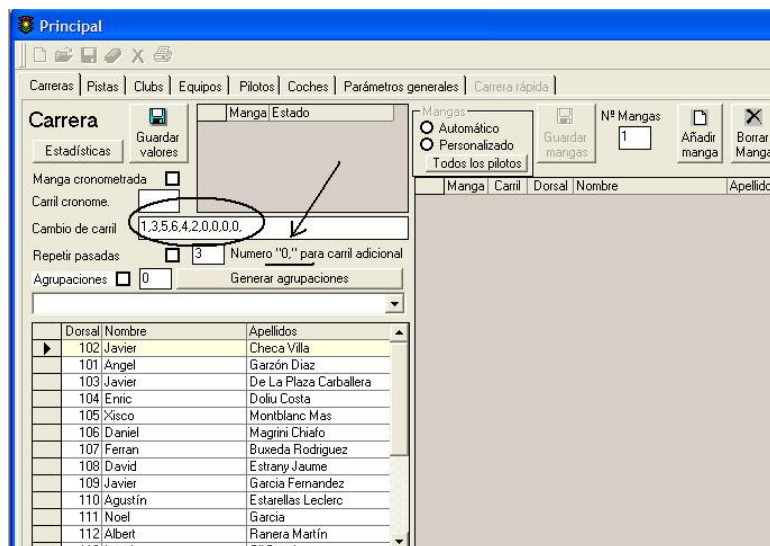 Principal
Carreras Pistas Clubs Equipos Pilotos Coches Parámetros generales Carrera rápida
Carrera
Guardar valores
Estadísticas
Manga Estado
Mangas
Automático
Personalizado
Todos los pilotos
Guardar mangas
Nº Mangas
1
Añadir manga
Borrar Manga
Manga cronometrada
Carril cronome.
Cambio de carril 1,3,5,6,4,2,0,0,0,0,
Repetir pasadas 3 Numero "0," para carril adicional
Agrupaciones 0 Generar agrupaciones
Manga Carril Dorsal Nombre Apellido
Dorsal Nombre Apellidos
102 Javier Checa Villa
101 Angel Garzón Diaz
103 Javier De La Plaza Carballera
104 Enric Doliu Costa
105 Xisco Montblanc Mas
106 Daniel Magrini Chiafo
107 Ferran Buxeda Rodriguez
108 David Estrany Jaume
109 Javier Garcia Fernandez
110 Agustín Estarellas Leclerc
111 Noel Garcia
112 Albert Ranera Martín